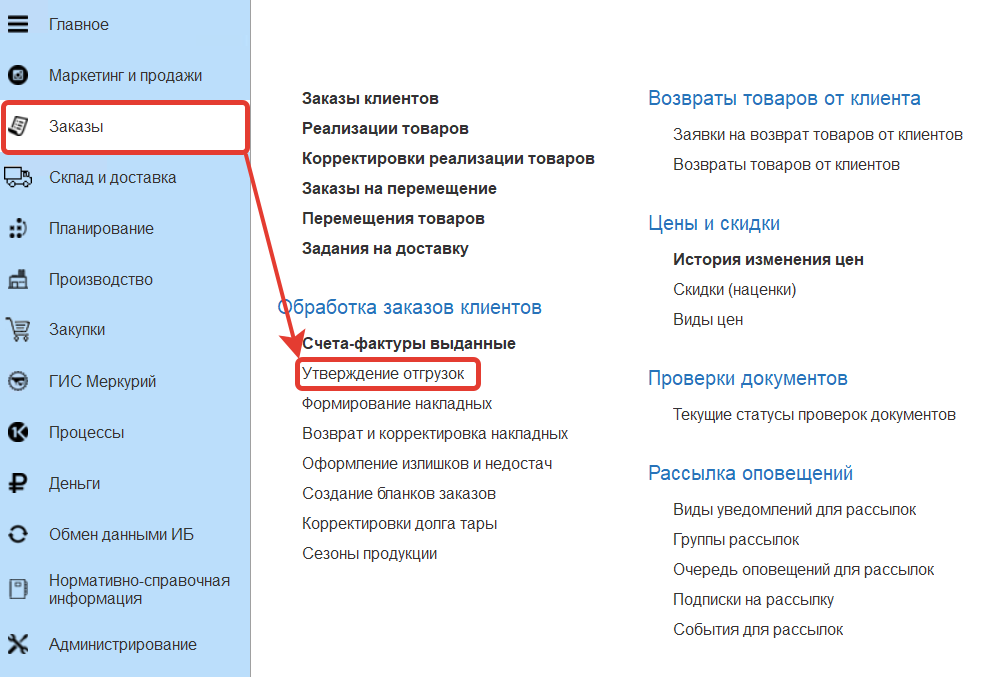 Главное
Маркетинг и продажи
Заказы
Склад и доставка
Планирование
Производство
Закупки
ГИС Меркурий
Процессы
Деньги
Обмен данными ИБ
Нормативно-справочная
информация
Администрирование
Заказы клиентов
Реализации товаров
Корректировки реализации товаров
Заказы на перемещение
Перемещения товаров
Задания на доставку
Обработка заказов клиентов
Счета-фактуры выданные
Утверждение отгрузок
Формирование накладных
Возврат и корректировка накладных
Оформление излишков и недостач
Создание бланков заказов
Корректировки долга тары
Сезоны продукции
Возвраты товаров от клиента
Заявки на возврат товаров от клиентов
Возвраты товаров от клиентов
Цены и скидки
История изменения цен
Скидки (наценки)
Виды цен
Проверки документов
Текущие статусы проверок документов
Рассылка оповещений
Виды уведомлений для рассылок
Группы рассылок
Очередь оповещений для рассылок
Подписки на рассылку
События для рассылок